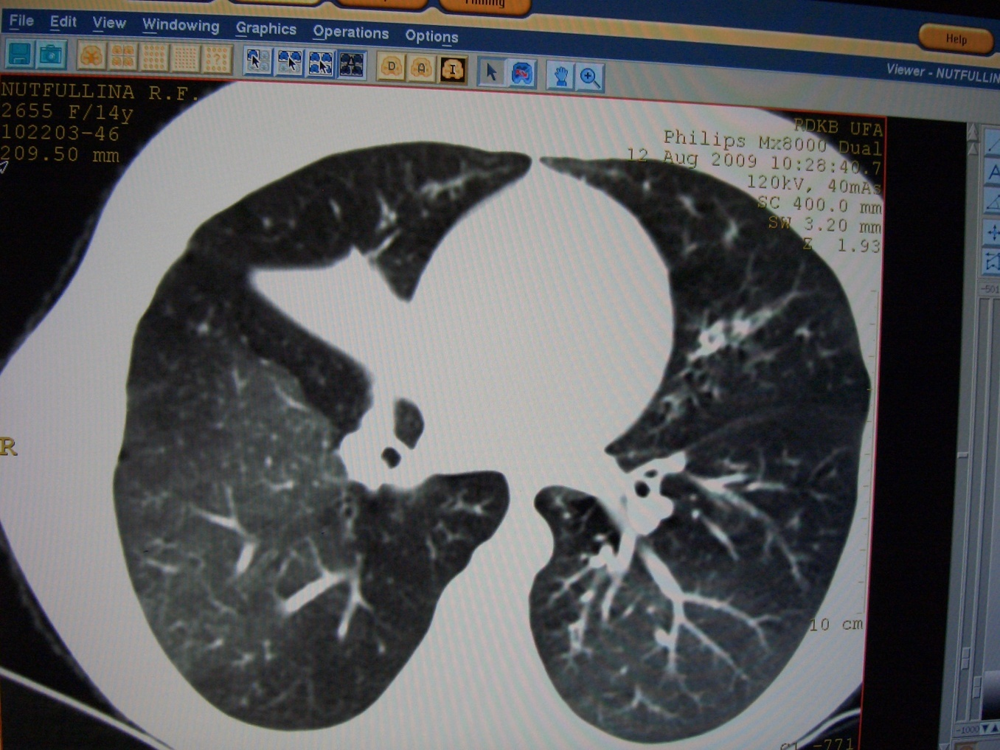 File Edit View Windowing Graphics Operations Options
Help
Viewer - NUTFULLIN
D A I
NUTFULLINA R.F.
2655 F/14y
102203-46
209.50 mm
RDKB UFA
Philips Mx8000 Dual
12 Aug 2009 10:28:40.7
120kV, 40mAs
SC 400.0 mm
SW 3.20 mm
Z 1.93
A
-501
R
10 cm
-1000
-771